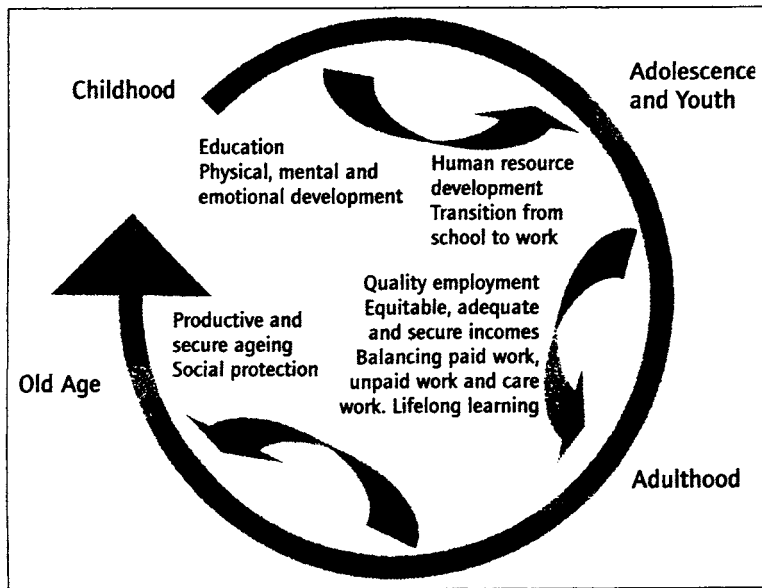 Childhood
Adolescence
and Youth
Education
Physical, mental and
emotional development
Human resource
development
Transition from
school to work
Quality employment
Equitable, adequate
and secure incomes
Balancing paid work,
unpaid work and care
work. Lifelong learning
Productive and
secure ageing
Social protection
Old Age
Adulthood